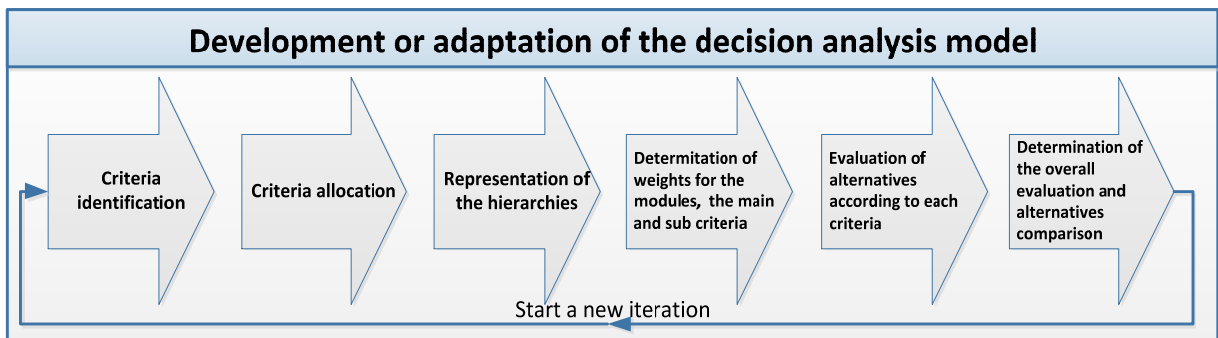 Development or adaptation of the decision analysis model
Criteria
identification
Criteria allocation
Representation of
the hierarchies
Determitation of
weights for the
modules, the main
and sub criteria
Evaluation of
alternatives
according to each
criteria
Determination of
the overall
evaluation and
alternatives
comparison
Start a new iteration